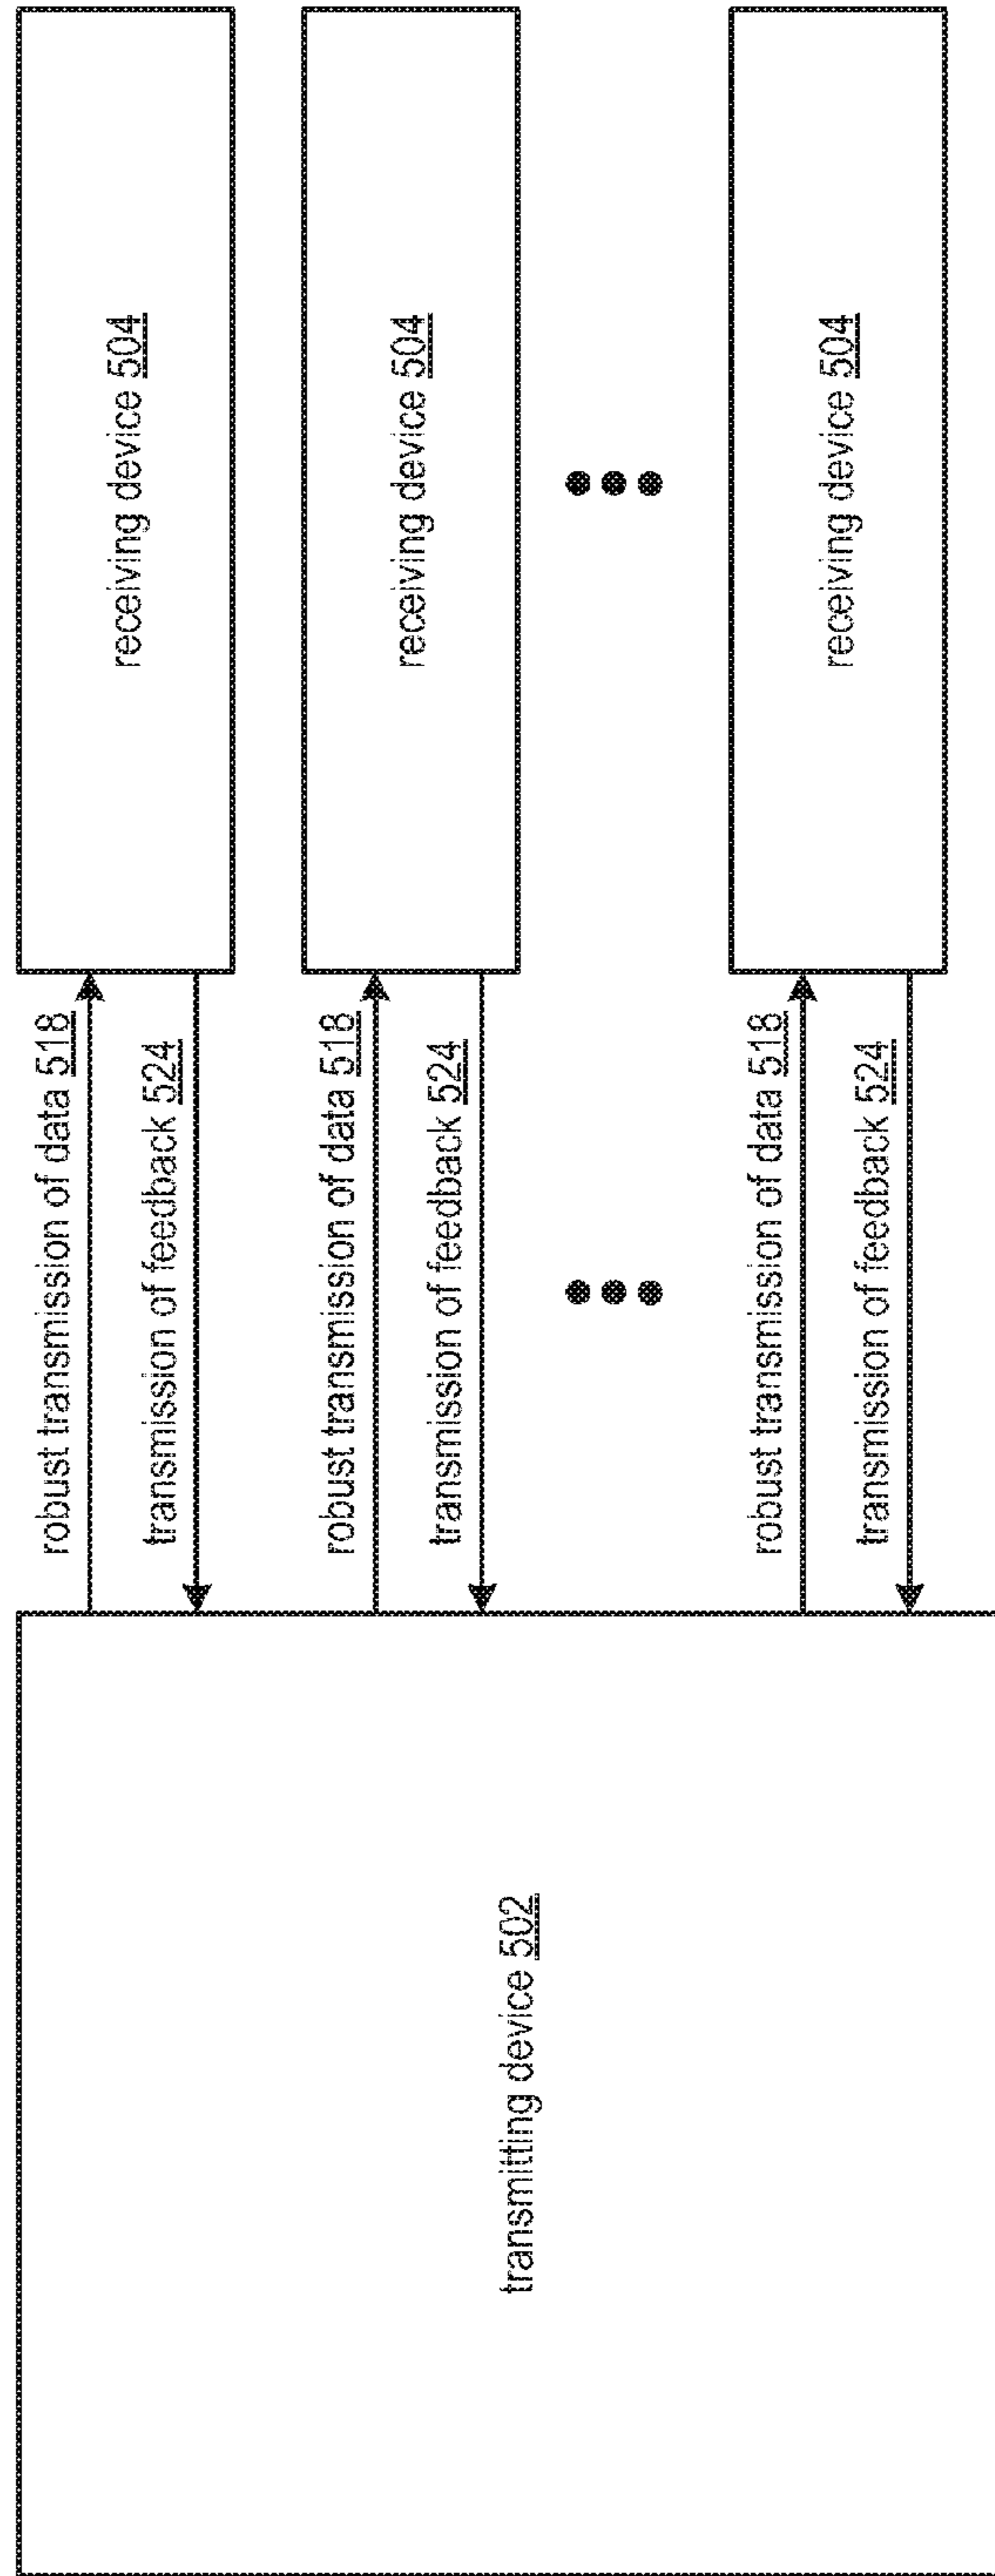 robust transmission of data 518
transmission of feedback 524
receiving device 504
robust transmission of data 518
transmission of feedback 524
receiving device 504
transmitting device 502
robust transmission of data 518
transmission of feedback 524
receiving device 504